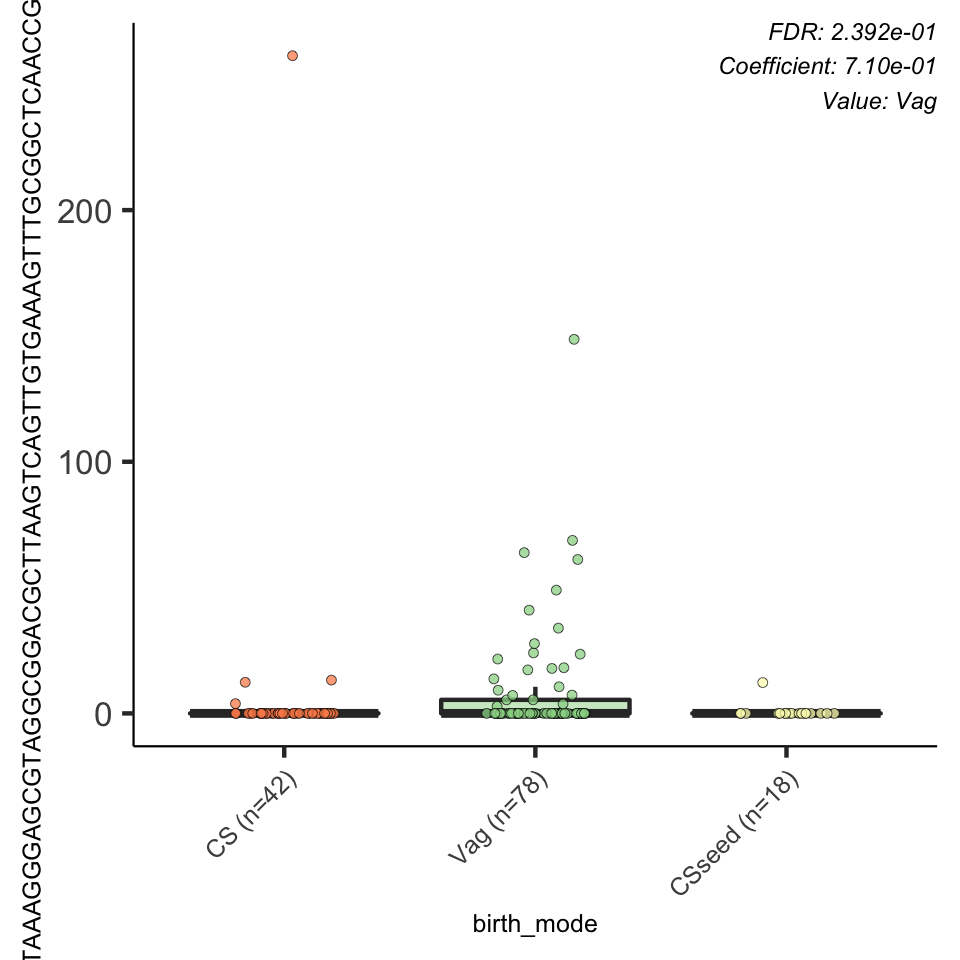 FDR: 2.392e-01
Coefficient: 7.10e-01
Value: Vag
TAAAGGGAGCGTAGGCGGACGCTTAAGTCAGTTGTGAAAGTTTGCGGCTCAACCG
200
100
0
CS (n=42)
Vag (n=78)
CSseed (n=18)
birth_mode